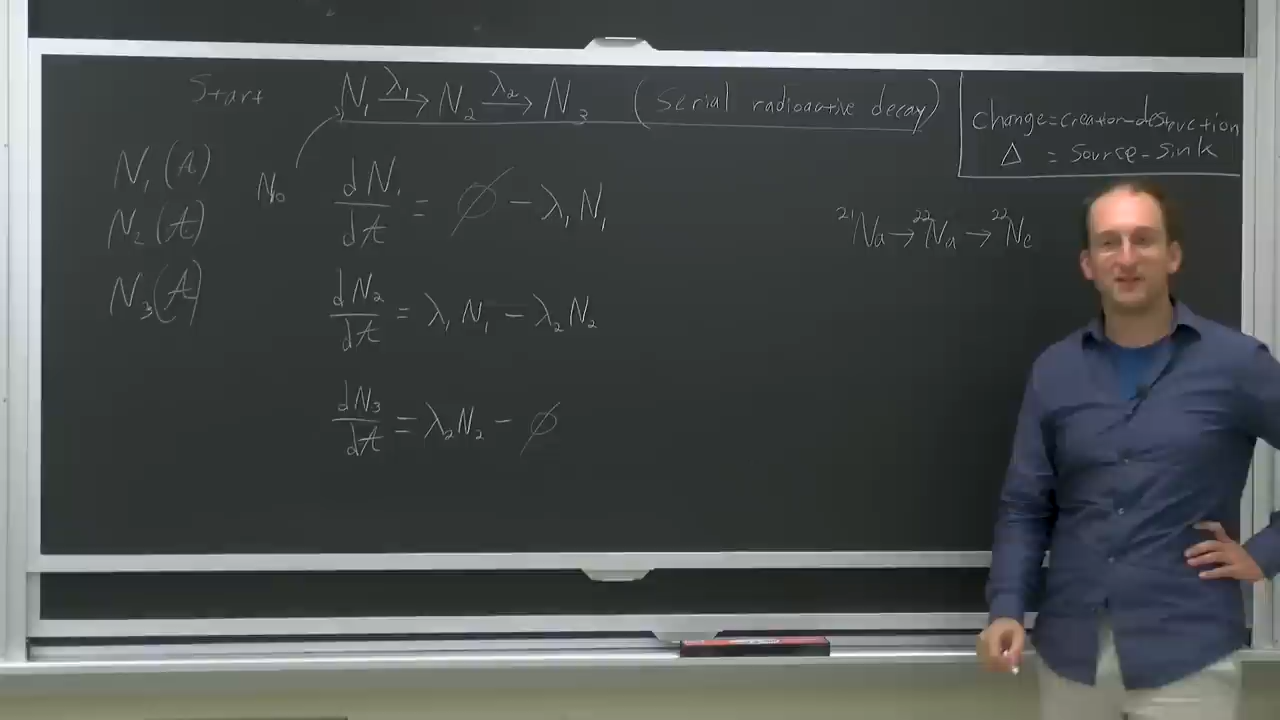 Start N₁ →λ₁ N₂ →λ₂ N₃ (Serial radioactive decay)
change=creation-destruction
Δ = source-sink
N₁(t)
N₂(t)
N₃(t)
N₀
dN₁/dt = ∅ - λ₁N₁
²¹Na→²²Na→²²Ne
dN₂/dt = λ₁N₁ - λ₂N₂
dN₃/dt = λ₂N₂ - ∅